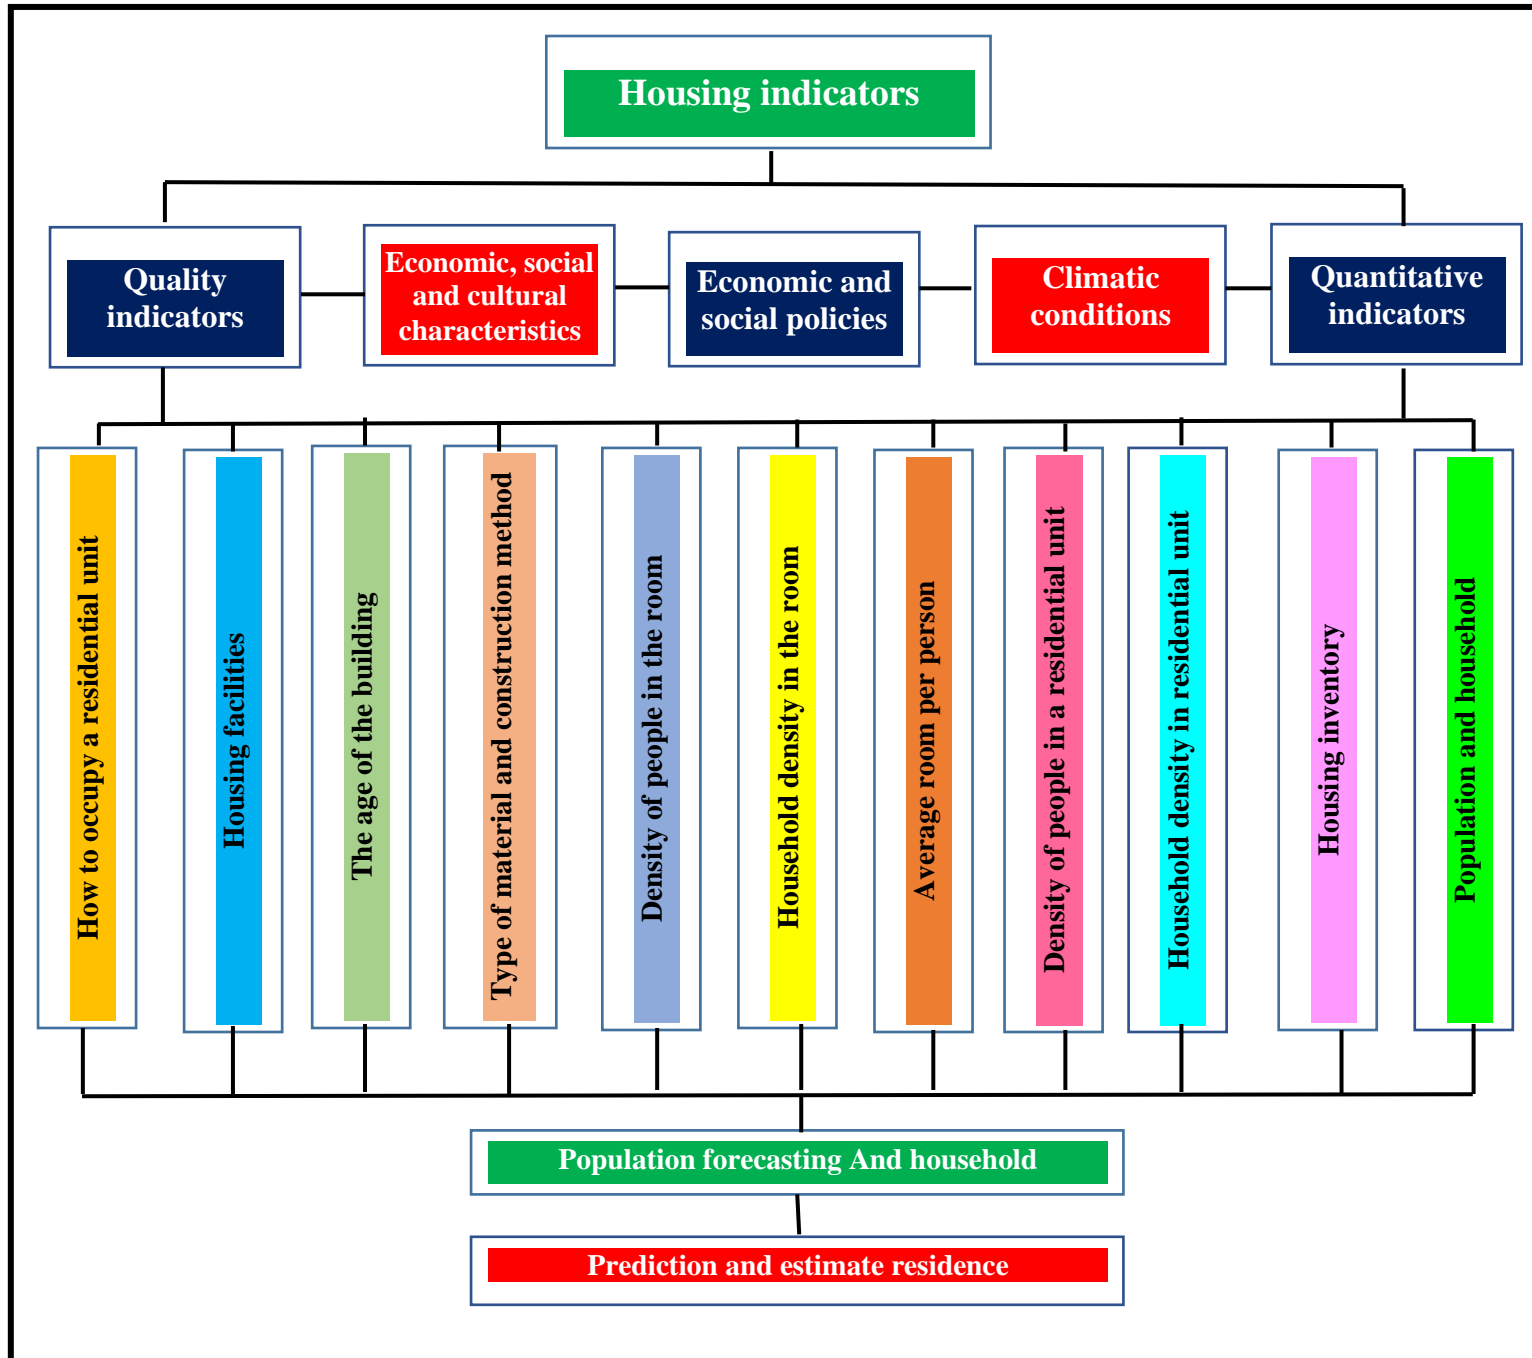 Housing indicators
Quality
indicators
Economic, social
and cultural
characteristics
Economic and
social policies
Climatic
conditions
Quantitative
indicators
How to occupy a residential unit
Housing facilities
The age of the building
Type of material and construction method
Density of people in the room
Household density in the room
Average room per person
Density of people in a residential unit
Household density in residential unit
Housing inventory
Population and household
Population forecasting And household
Prediction and estimate residence